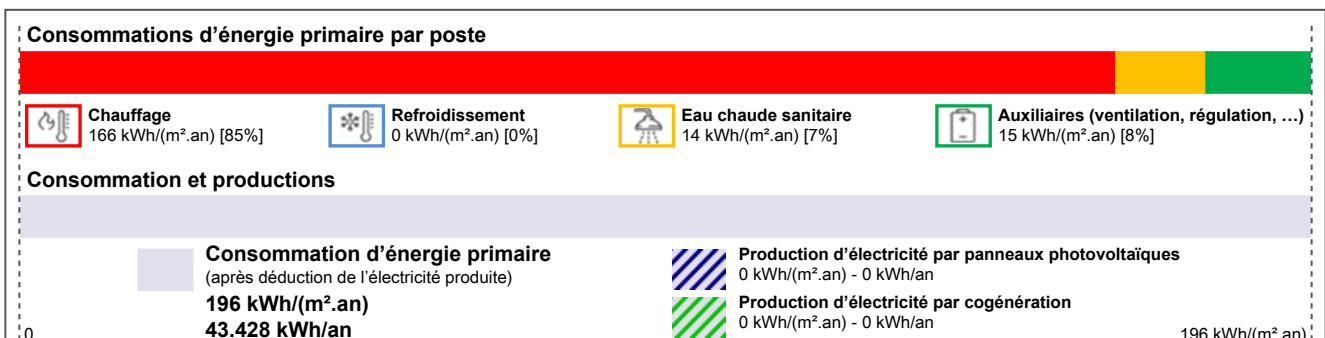 Consommations d’énergie primaire par poste
Chauffage
166 kWh/(m².an) [85%]
Refroidissement
0 kWh/(m².an) [0%]
Eau chaude sanitaire
14 kWh/(m².an) [7%]
Auxiliaires (ventilation, régulation, …)
15 kWh/(m².an) [8%]
Consommation et productions
Consommation d’énergie primaire
(après déduction de l’électricité produite)
196 kWh/(m².an)
43.428 kWh/an
Production d’électricité par panneaux photovoltaïques
0 kWh/(m².an) - 0 kWh/an
Production d’électricité par cogénération
0 kWh/(m².an) - 0 kWh/an
0
196 kWh/(m².an)